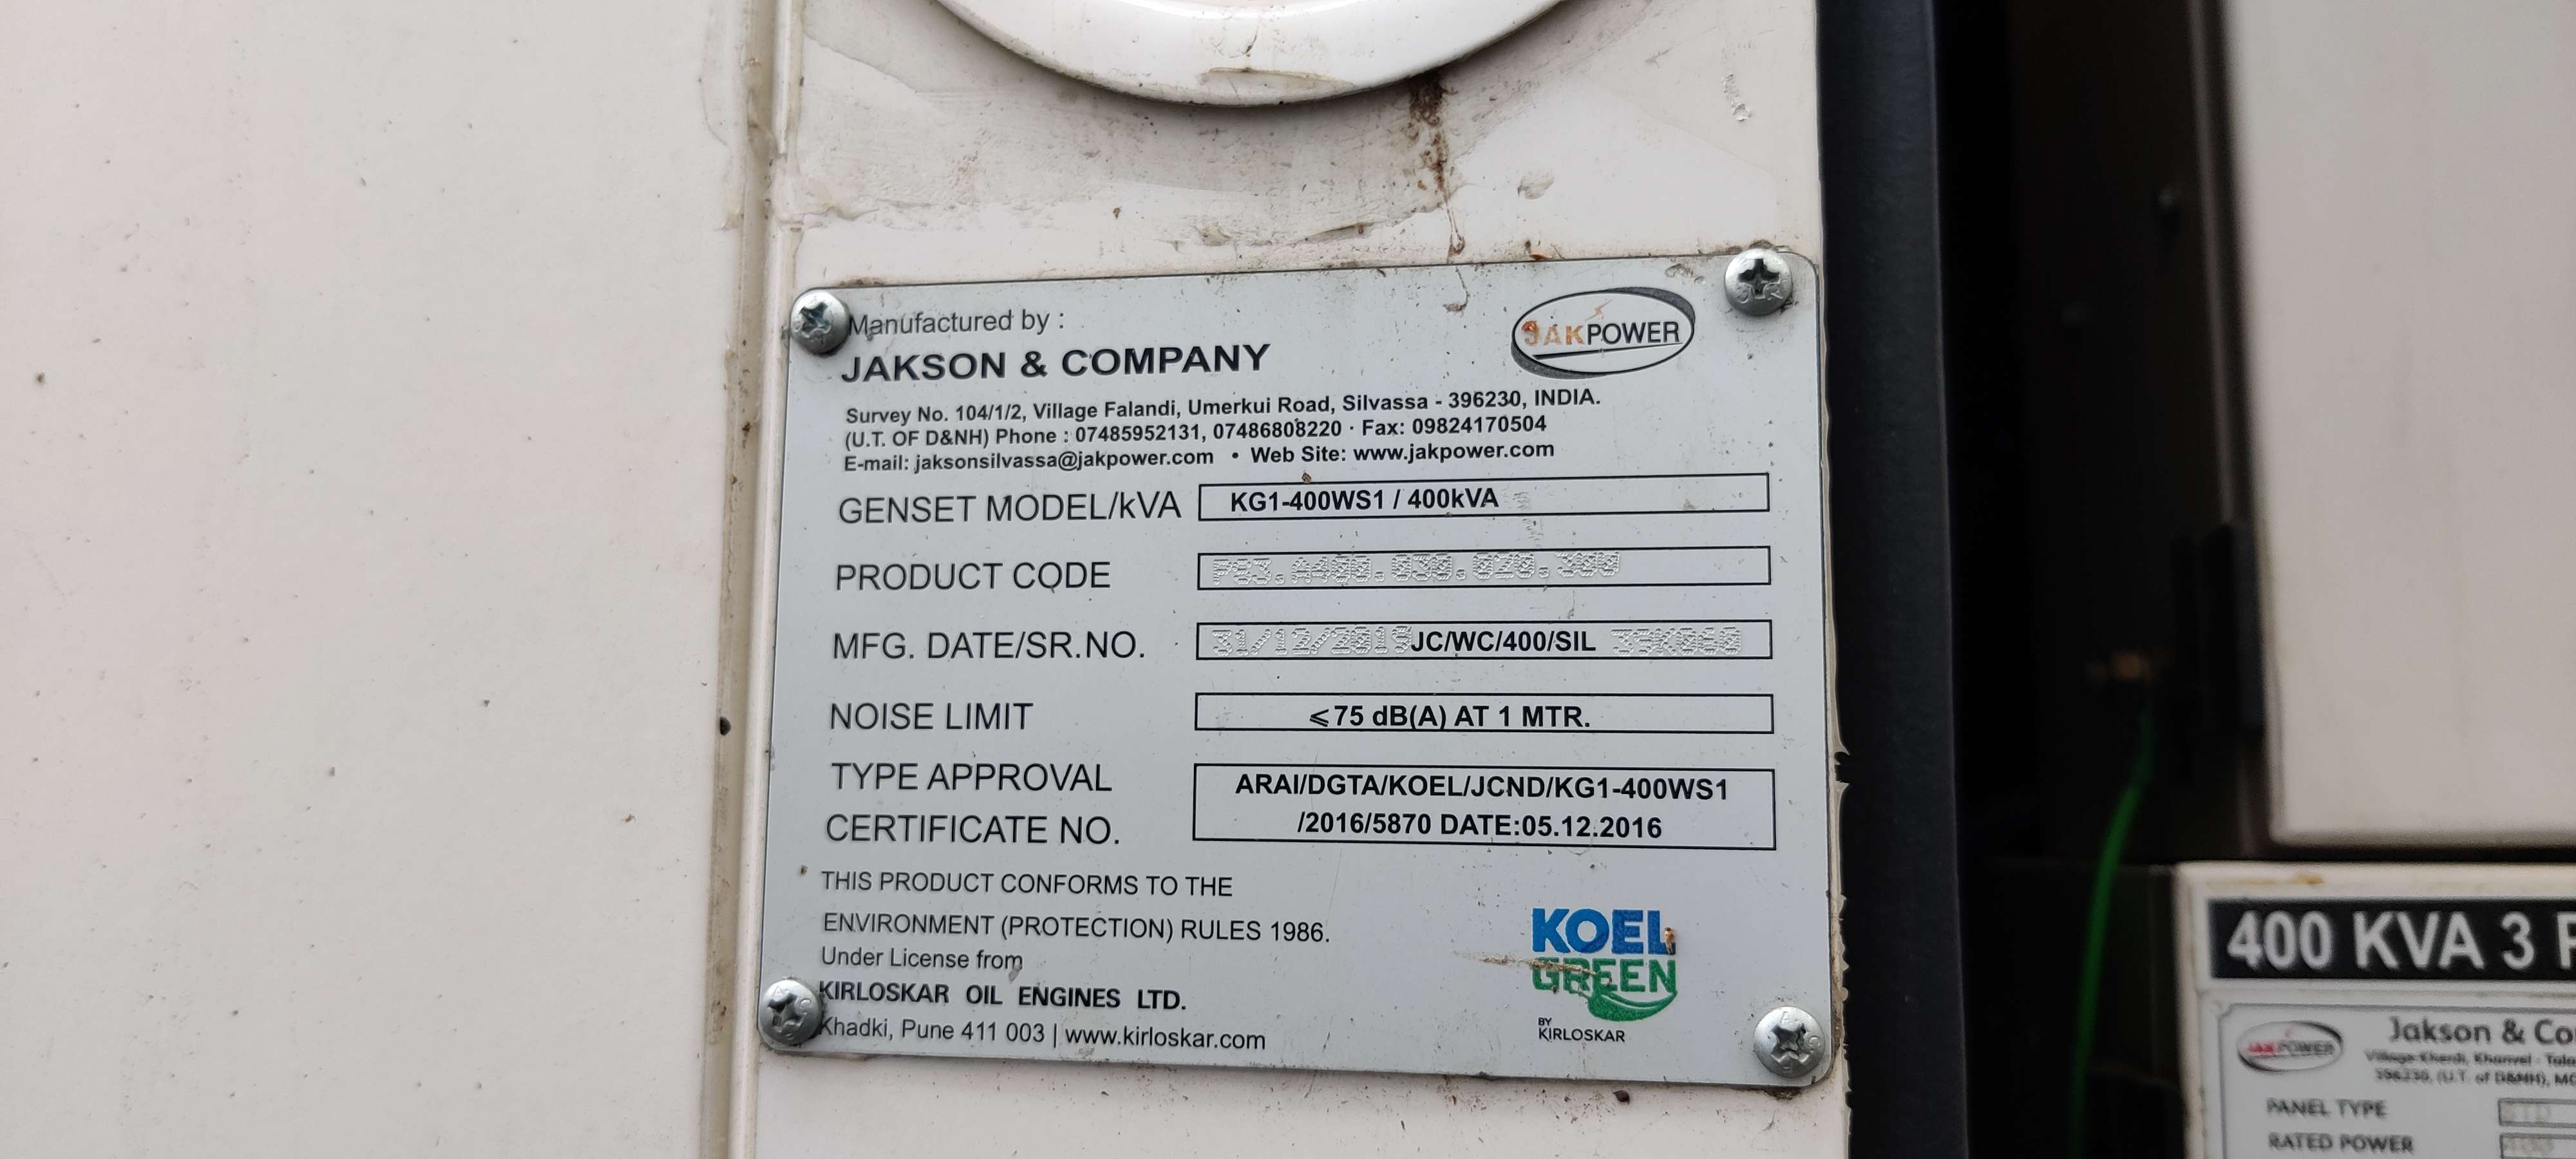 Manufactured by :
JAKSON & COMPANY
JAKPOWER
Survey No. 104/1/2, Village Falandi, Umerkui Road, Silvassa - 396230, INDIA.
(U.T. OF D&NH) Phone : 07485952131, 07486808220 · Fax: 09824170504
E-mail: jaksonsilvassa@jakpower.com • Web Site: www.jakpower.com
GENSET MODEL/kVA KG1-400WS1 / 400kVA
PRODUCT CODE
MFG. DATE/SR.NO. JC/WC/400/SIL
NOISE LIMIT ⩽75 dB(A) AT 1 MTR.
TYPE APPROVAL ARAI/DGTA/KOEL/JCND/KG1-400WS1
CERTIFICATE NO. /2016/5870 DATE:05.12.2016
THIS PRODUCT CONFORMS TO THE
ENVIRONMENT (PROTECTION) RULES 1986.
Under License from
KIRLOSKAR OIL ENGINES LTD.
Khadki, Pune 411 003 | www.kirloskar.com
KOEL
GREEN
BY
KIRLOSKAR
400 KVA 3
JAKPOWER
Jakson & Co
PANEL TYPE
RATED POWER